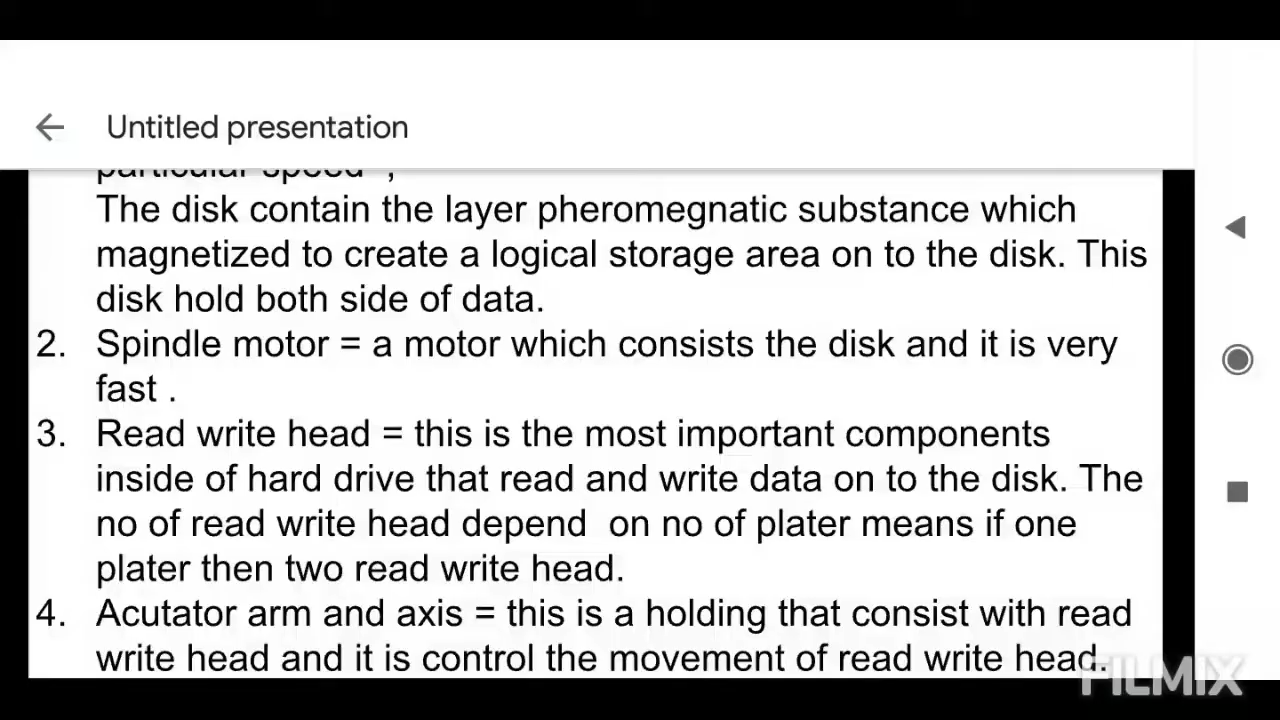 Untitled presentation
particular speed ,
The disk contain the layer pheromegnatic substance which
magnetized to create a logical storage area on to the disk. This
disk hold both side of data.
2. Spindle motor = a motor which consists the disk and it is very
fast .
3. Read write head = this is the most important components
inside of hard drive that read and write data on to the disk. The
no of read write head depend  on no of plater means if one
plater then two read write head.
4. Acutator arm and axis = this is a holding that consist with read
write head and it is control the movement of read write head.
FILMIX